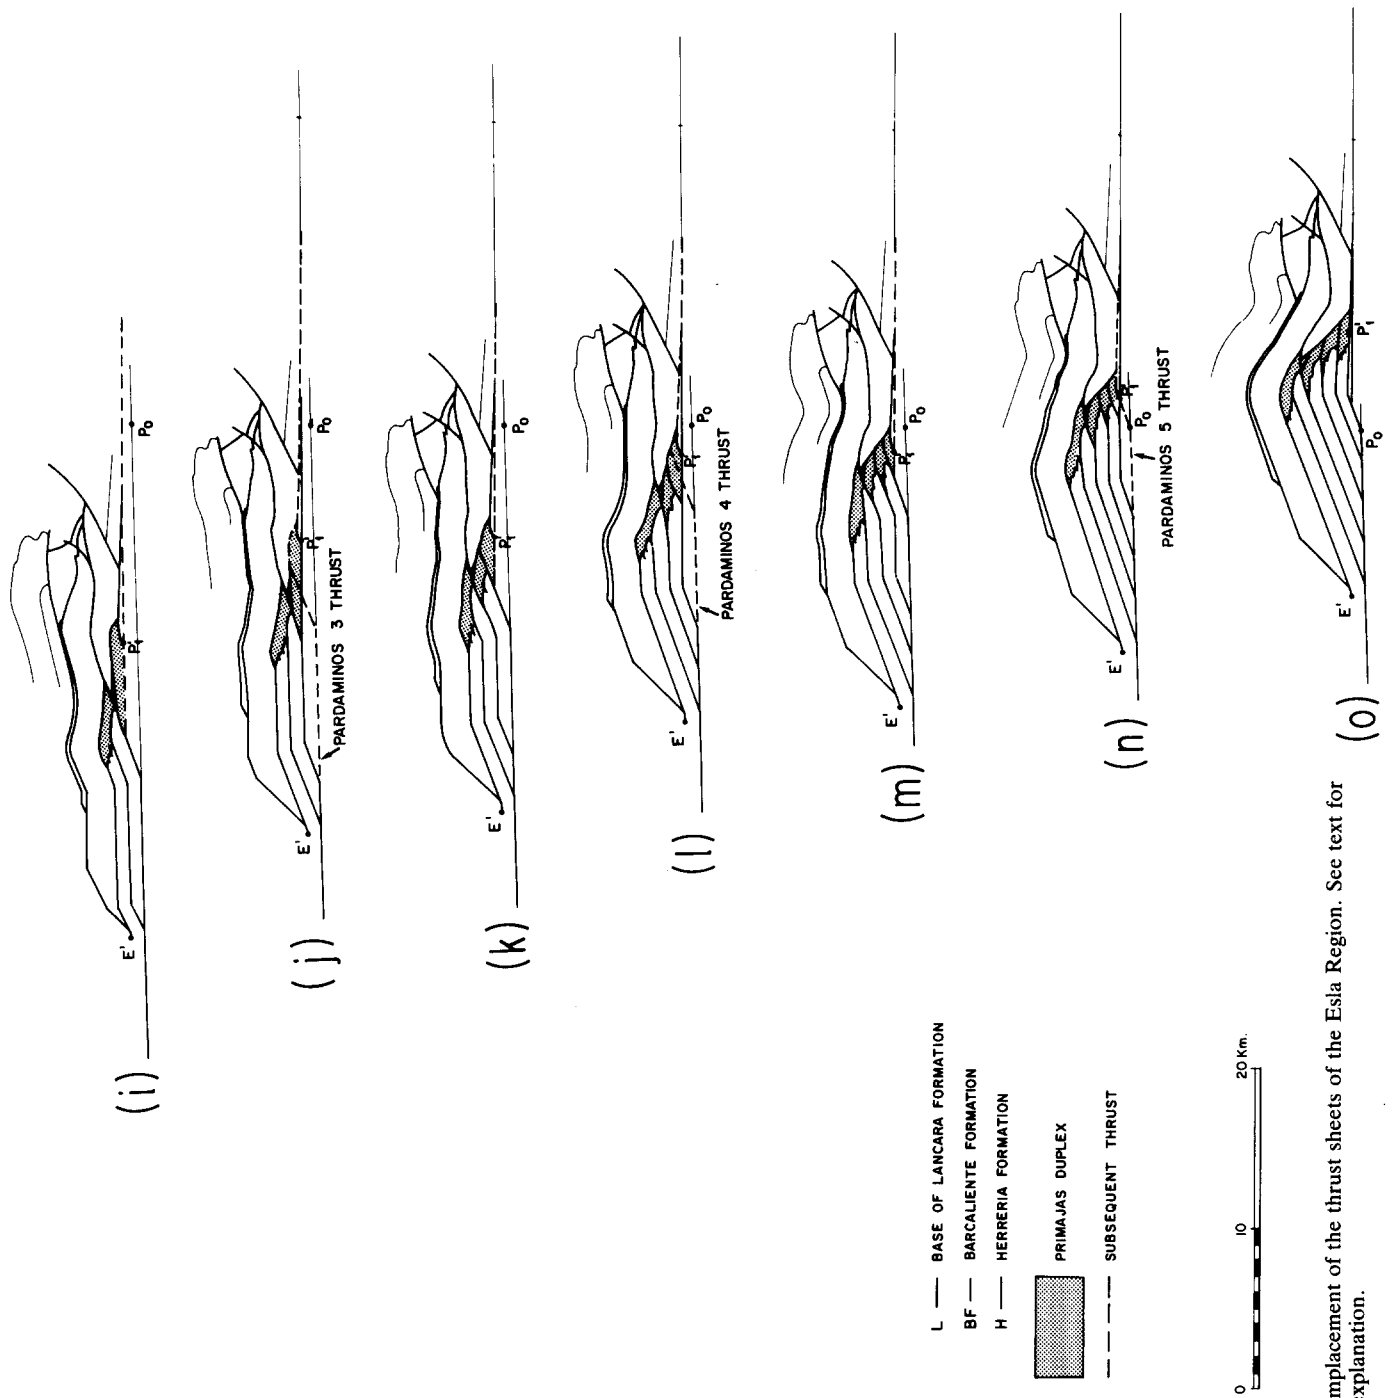 (i)
E'
P'₁
P₀
(j)
E'
P'₁
P₀
PARDAMINOS 3 THRUST
(k)
E'
P'₁
P₀
(l)
E'
P'₁
P₀
PARDAMINOS 4 THRUST
(m)
E'
P'₁
P₀
(n)
E'
P'₁
P₀
PARDAMINOS 5 THRUST
(o)
E'
P'₁
P₀
L — BASE OF LANCARA FORMATION
BF — BARCALIENTE FORMATION
H — HERRERIA FORMATION
PRIMAJAS DUPLEX
SUBSEQUENT THRUST
0 10 20 Km.
mplacement of the thrust sheets of the Esla Region. See text for
xplanation.